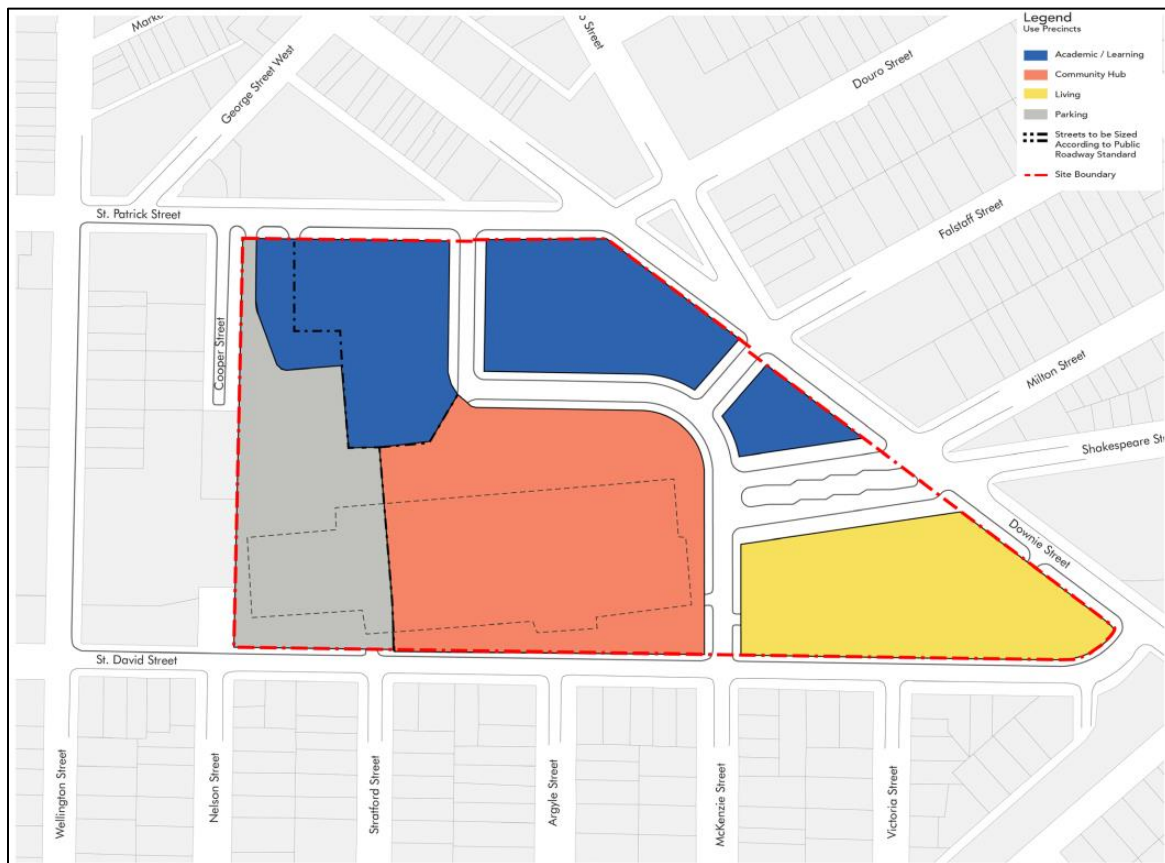 Legend
Use Precincts
Academic / Learning
Community Hub
Living
Parking
Streets to be Sized
According to Public
Roadway Standard
Site Boundary
George Street West
Street
Douro Street
Falstaff Street
St. Patrick Street
Cooper Street
Milton Street
Shakespeare
Downie Street
St. David Street
Wellington Street
Nelson Street
Stratford Street
Argyle Street
McKenzie Street
Victoria Street